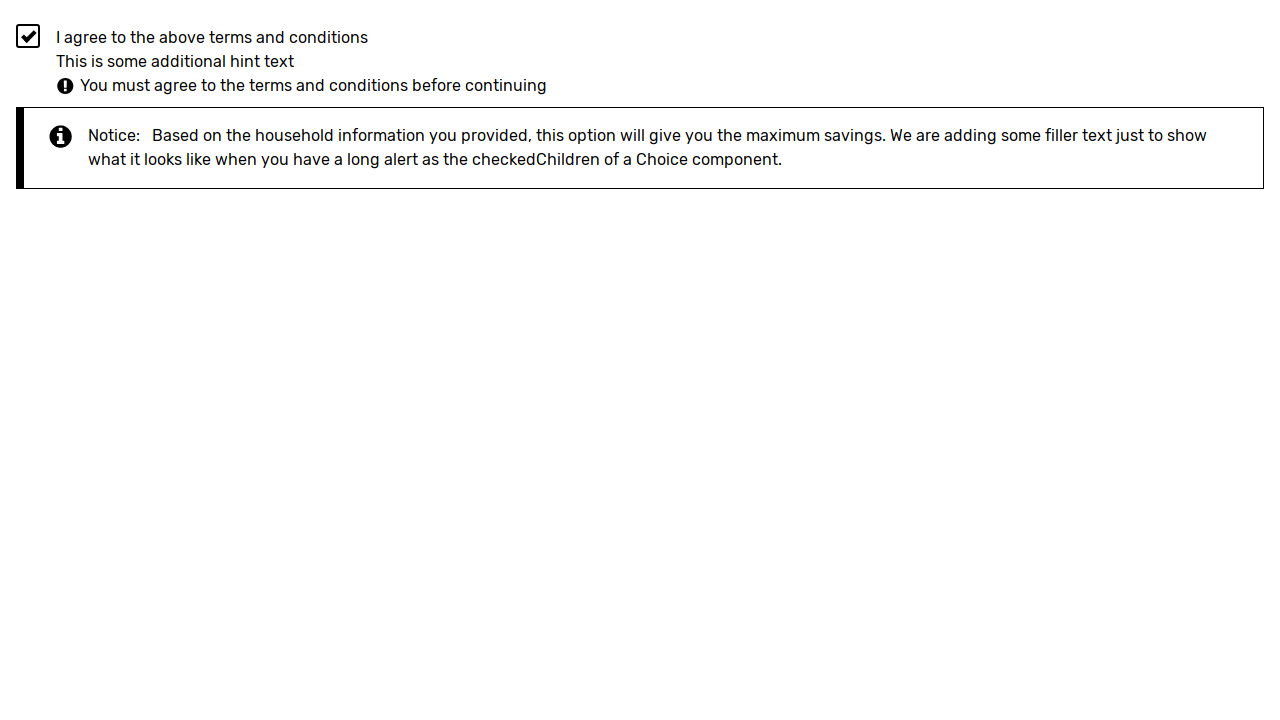 I agree to the above terms and conditions
This is some additional hint text
You must agree to the terms and conditions before continuing
Notice: Based on the household information you provided, this option will give you the maximum savings. We are adding some filler text just to show
what it looks like when you have a long alert as the checkedChildren of a Choice component.